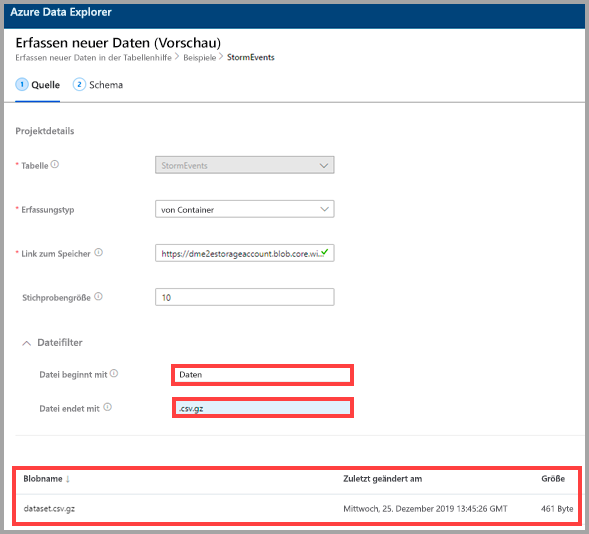 Azure Data Explorer
Erfassen neuer Daten (Vorschau)
Erfassen neuer Daten in der Tabellenhilfe > Beispiele > StormEvents
1 Quelle 2 Schema
Projektdetails
* Tabelle StormEvents
* Erfassungstyp von Container
* Link zum Speicher https://dme2estorageaccount.blob.core.wi...
Stichprobengröße 10
Dateifilter
Datei beginnt mit Daten
Datei endet mit .csv.gz
Blobname ↓ Zuletzt geändert am Größe
dataset.csv.gz Mittwoch, 25. Dezember 2019 13:45:26 GMT 461 Byte